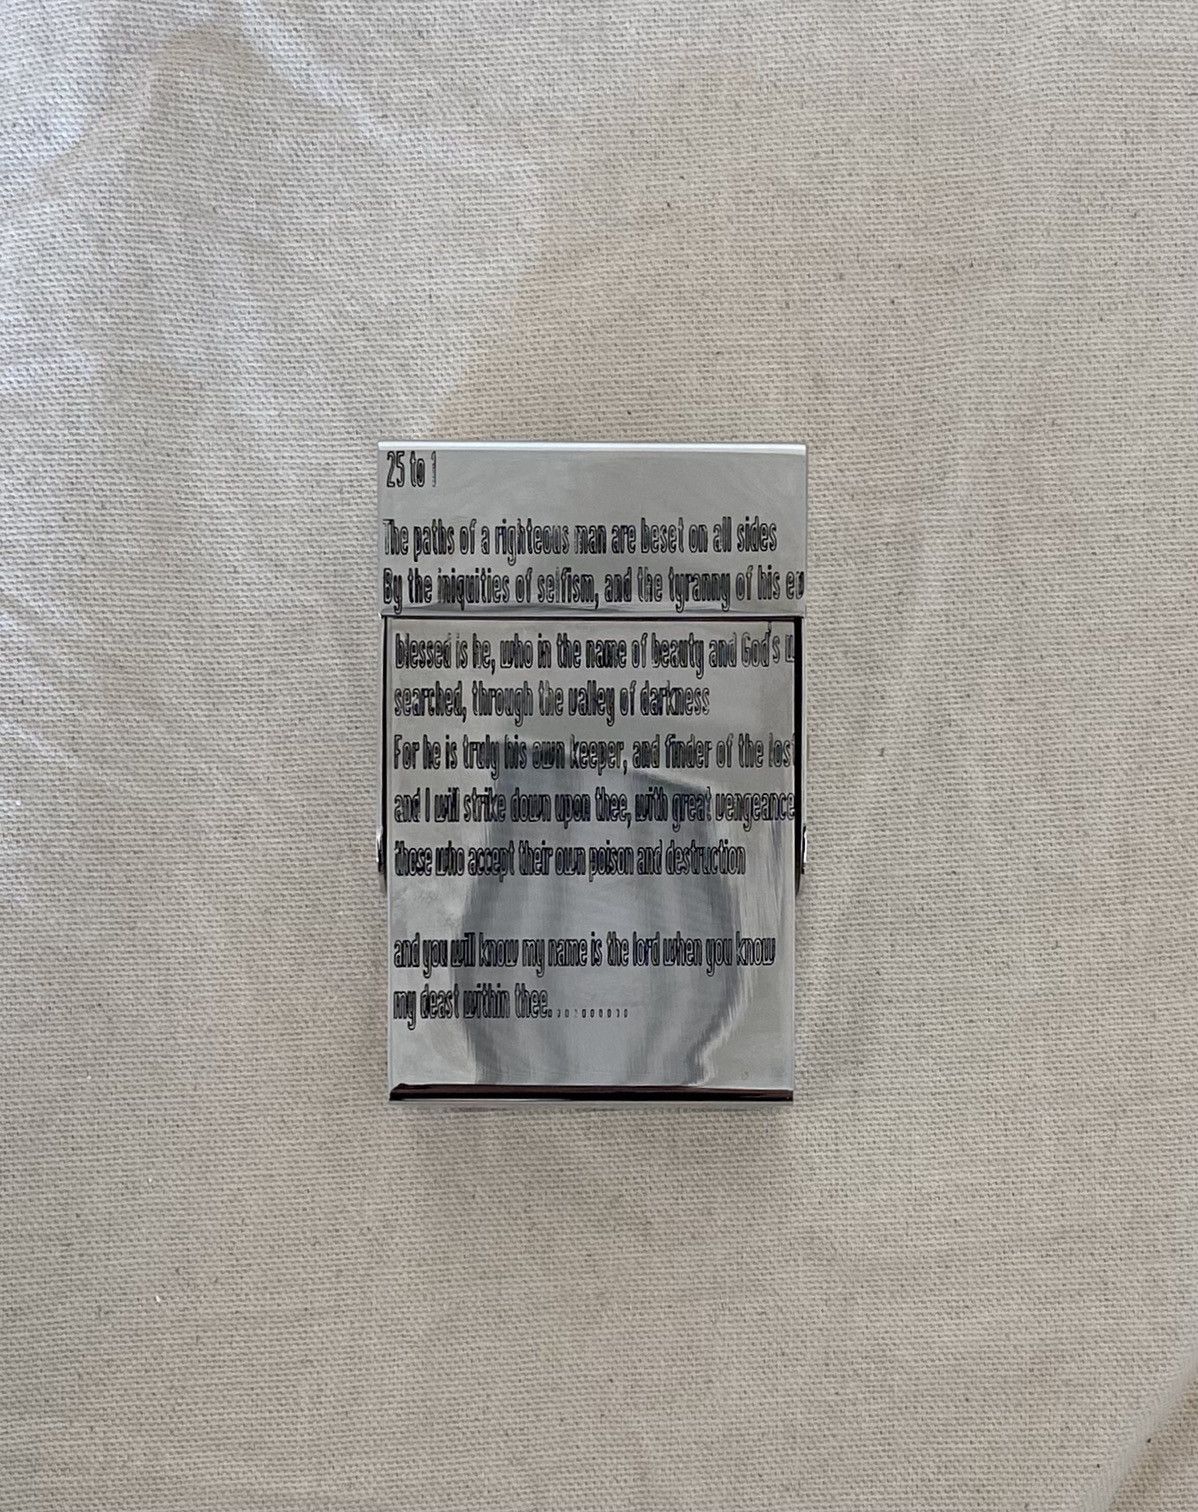 25 to 1
The paths of a righteous man are beset on all sides
By the iniquities of selfism, and the tyranny of his
blessed is he, who in the name of beauty and God's
searched, through the valley of darkness
For he is truly his own keeper, and finder of the lost
and I will strike down upon thee, with great vengeance
those who accept their own poison and destruction
and you will know my name is the lord when you know
my deast within thee..........